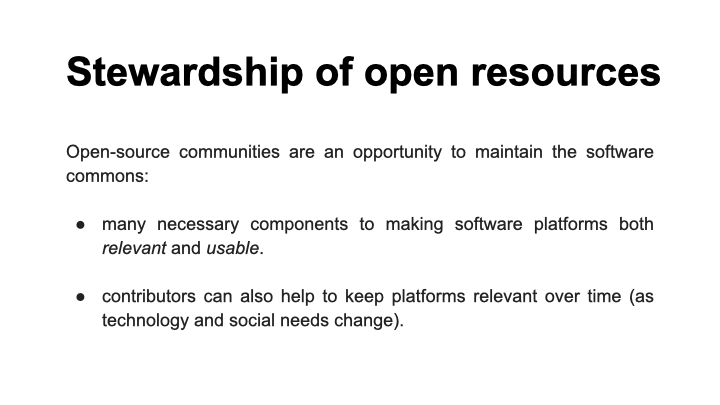 Stewardship of open resources
Open-source communities are an opportunity to maintain the software
commons:
● many necessary components to making software platforms both
relevant and usable.
● contributors can also help to keep platforms relevant over time (as
technology and social needs change).